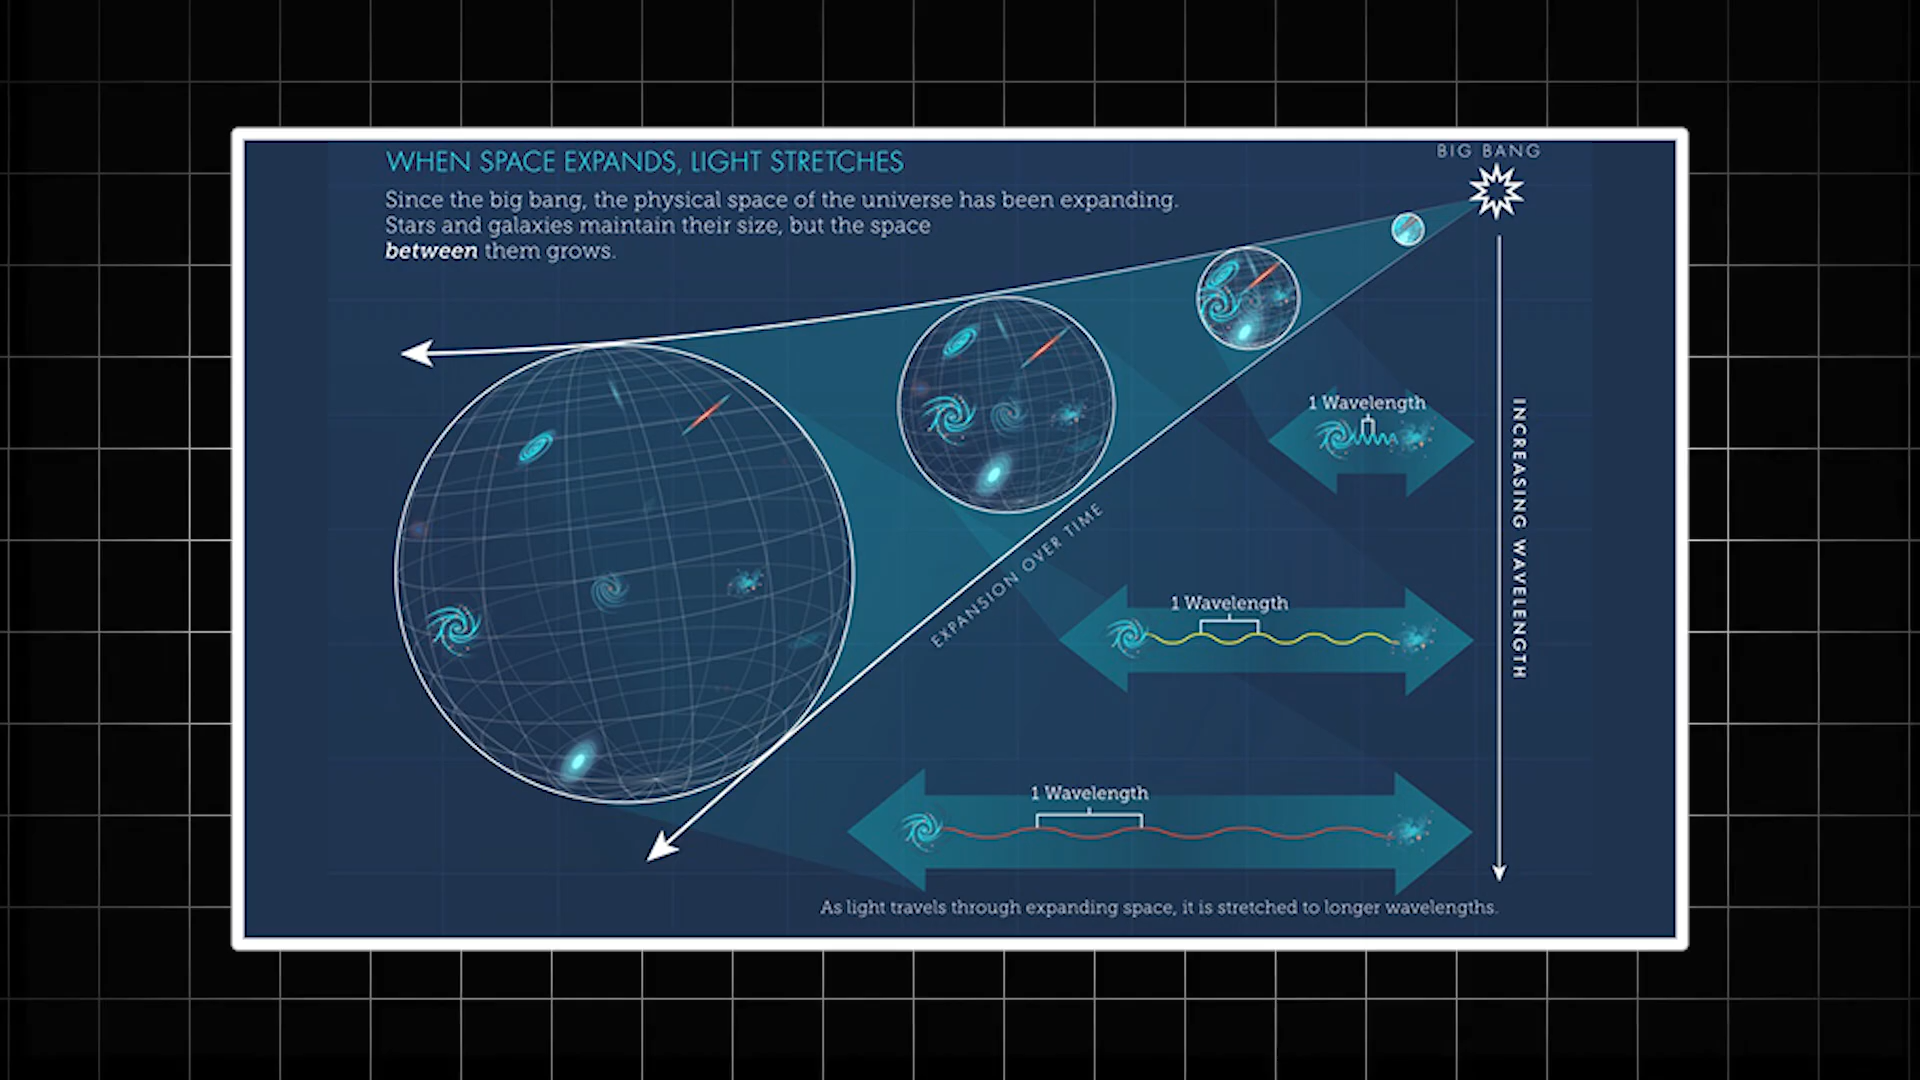 WHEN SPACE EXPANDS, LIGHT STRETCHES
Since the big bang, the physical space of the universe has been expanding.
Stars and galaxies maintain their size, but the space
between them grows.
BIG BANG
1 Wavelength
INCREASING WAVELENGTH
EXPANSION OVER TIME
1 Wavelength
1 Wavelength
As light travels through expanding space, it is stretched to longer wavelengths.